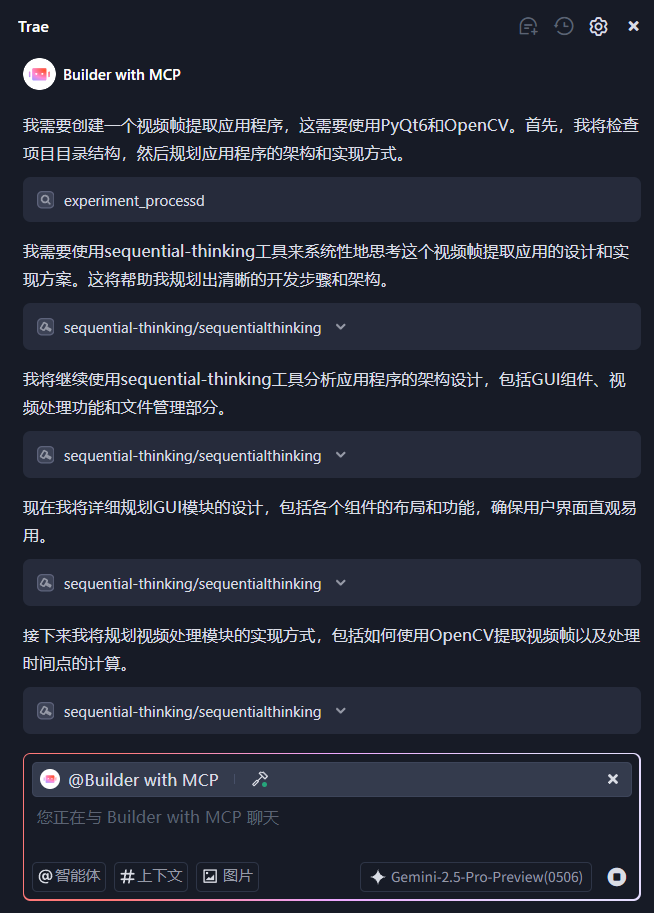 Trae
Builder with MCP
我需要创建一个视频帧提取应用程序，这需要使用PyQt6和OpenCV。首先，我将检查
项目目录结构，然后规划应用程序的架构和实现方式。
experiment_processd
我需要使用sequential-thinking工具来系统性地思考这个视频帧提取应用的设计和实
现方案。这将帮助我规划出清晰的开发步骤和架构。
sequential-thinking/sequentialthinking
我将继续使用sequential-thinking工具分析应用程序的架构设计，包括GUI组件、视
频处理功能和文件管理部分。
sequential-thinking/sequentialthinking
现在我将详细规划GUI模块的设计，包括各个组件的布局和功能，确保用户界面直观易
用。
sequential-thinking/sequentialthinking
接下来我将规划视频处理模块的实现方式，包括如何使用OpenCV提取视频帧以及处理
时间点的计算。
sequential-thinking/sequentialthinking
@Builder with MCP
您正在与 Builder with MCP 聊天
@智能体 #上下文 图片 Gemini-2.5-Pro-Preview(0506)